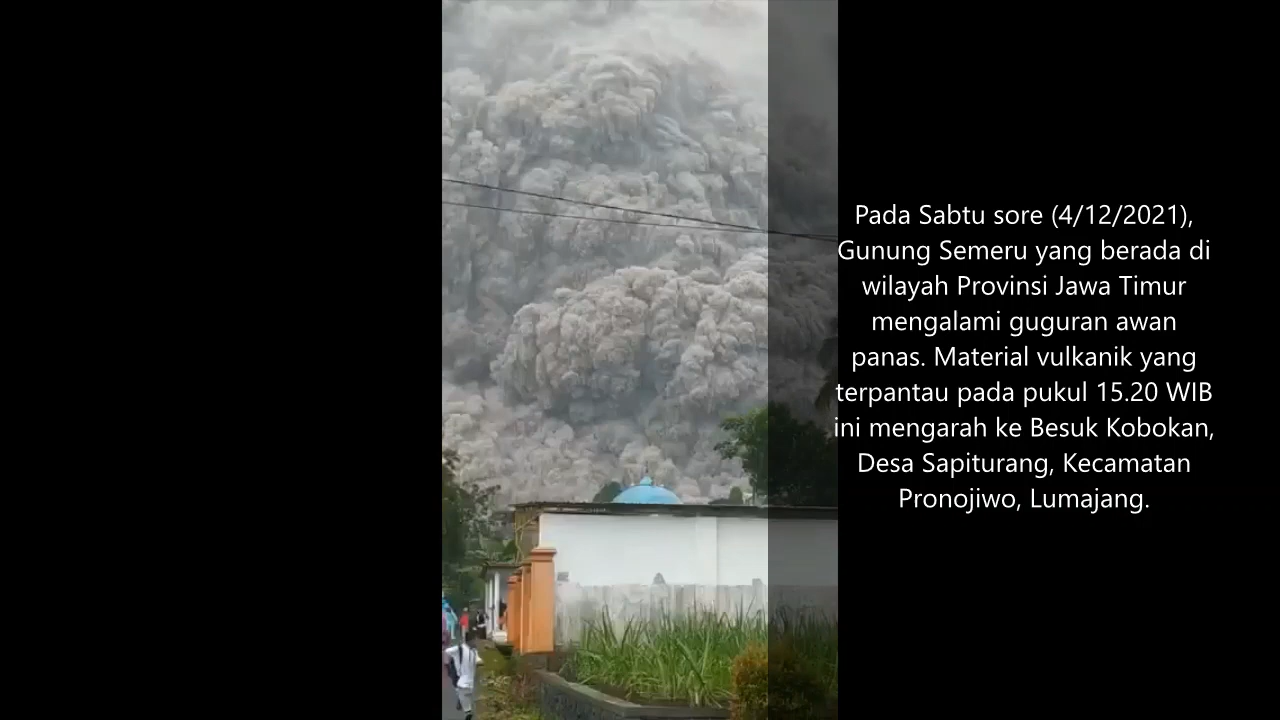 Pada Sabtu sore (4/12/2021),
Gunung Semeru yang berada di
wilayah Provinsi Jawa Timur
mengalami guguran awan
panas. Material vulkanik yang
terpantau pada pukul 15.20 WIB
ini mengarah ke Besuk Kobokan,
Desa Sapiturang, Kecamatan
Pronojiwo, Lumajang.